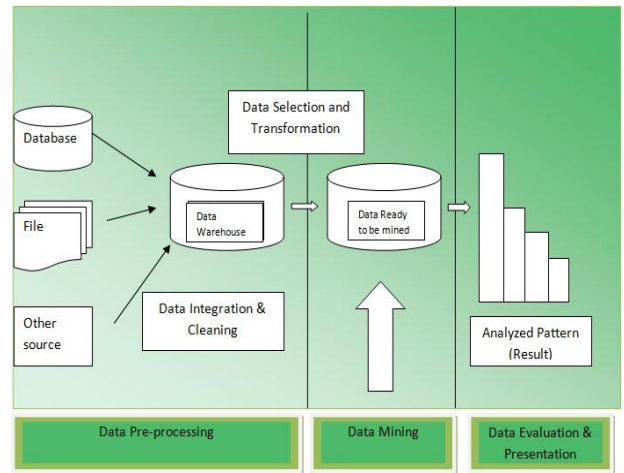 Data Selection and
Transformation
Database
File
Other
source
Data
Warehouse
Data Ready
to be mined
Data Integration &
Cleaning
Analyzed Pattern
(Result)
Data Pre-processing
Data Mining
Data Evaluation &
Presentation